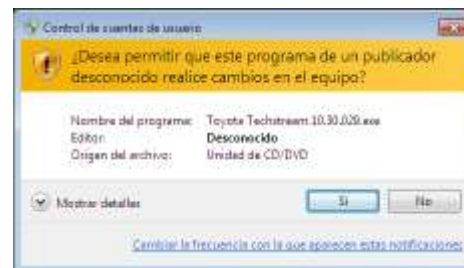 Control de cuentas de usuario
¿Desea permitir que este programa de un publicador
desconocido realice cambios en el equipo?
Nombre del programa: Toyota Techstream 10.30.029.exe
Editor: Desconocido
Origen del archivo: Unidad de CD/DVD
Mostrar detalles
Sí
No
Cambiar la frecuencia con la que aparecen estas notificaciones